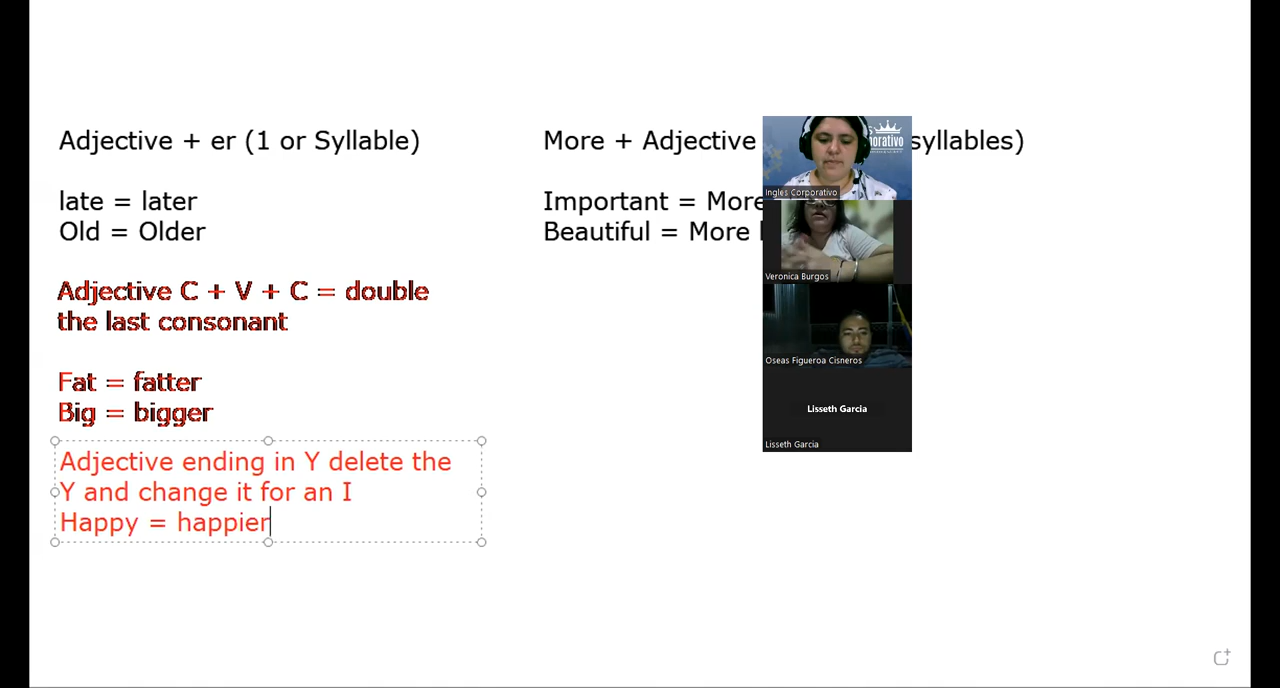 Adjective + er (1 or Syllable)
late = later
Old = Older
Adjective C + V + C = double
the last consonant
Fat = fatter
Big = bigger
Adjective ending in Y delete the
Y and change it for an I
Happy = happier
More + Adjective syllables)
Important = More
Beautiful = More
Ingles Corporativo
Veronica Burgos
Oseas Figueroa Cisneros
Lisseth Garcia
Lisseth Garcia